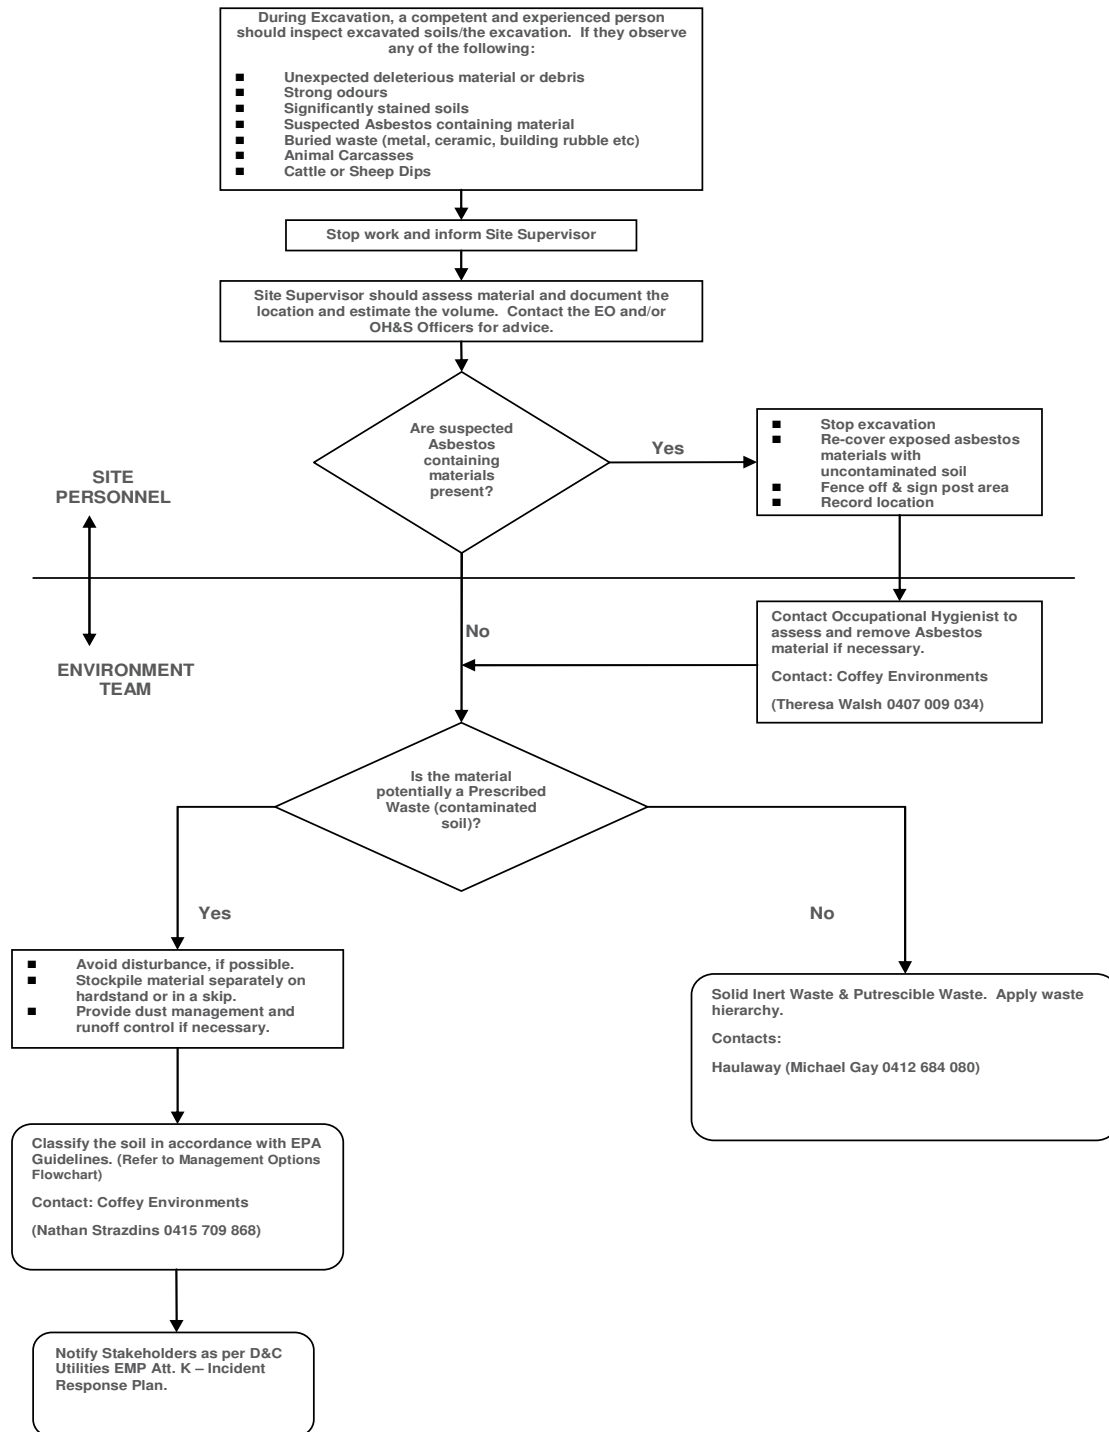 During Excavation, a competent and experienced person
should inspect excavated soils/the excavation.  If they observe
any of the following:
■ Unexpected deleterious material or debris
■ Strong odours
■ Significantly stained soils
■ Suspected Asbestos containing material
■ Buried waste (metal, ceramic, building rubble etc)
■ Animal Carcasses
■ Cattle or Sheep Dips
Stop work and inform Site Supervisor
Site Supervisor should assess material and document the
location and estimate the volume.  Contact the EO and/or
OH&S Officers for advice.
Are suspected
Asbestos
containing
materials
present?
Yes
■ Stop excavation
■ Re-cover exposed asbestos
materials with
uncontaminated soil
■ Fence off & sign post area
■ Record location
SITE
PERSONNEL
ENVIRONMENT
TEAM
No
Contact Occupational Hygienist to
assess and remove Asbestos
material if necessary.
Contact: Coffey Environments
(Theresa Walsh 0407 009 034)
Is the material
potentially a Prescribed
Waste (contaminated
soil)?
Yes
No
■ Avoid disturbance, if possible.
■ Stockpile material separately on
hardstand or in a skip.
■ Provide dust management and
runoff control if necessary.
Solid Inert Waste & Putrescible Waste.  Apply waste
hierarchy.
Contacts:
Haulaway (Michael Gay 0412 684 080)
Classify the soil in accordance with EPA
Guidelines. (Refer to Management Options
Flowchart)
Contact: Coffey Environments
(Nathan Strazdins 0415 709 868)
Notify Stakeholders as per D&C
Utilities EMP Att. K – Incident
Response Plan.